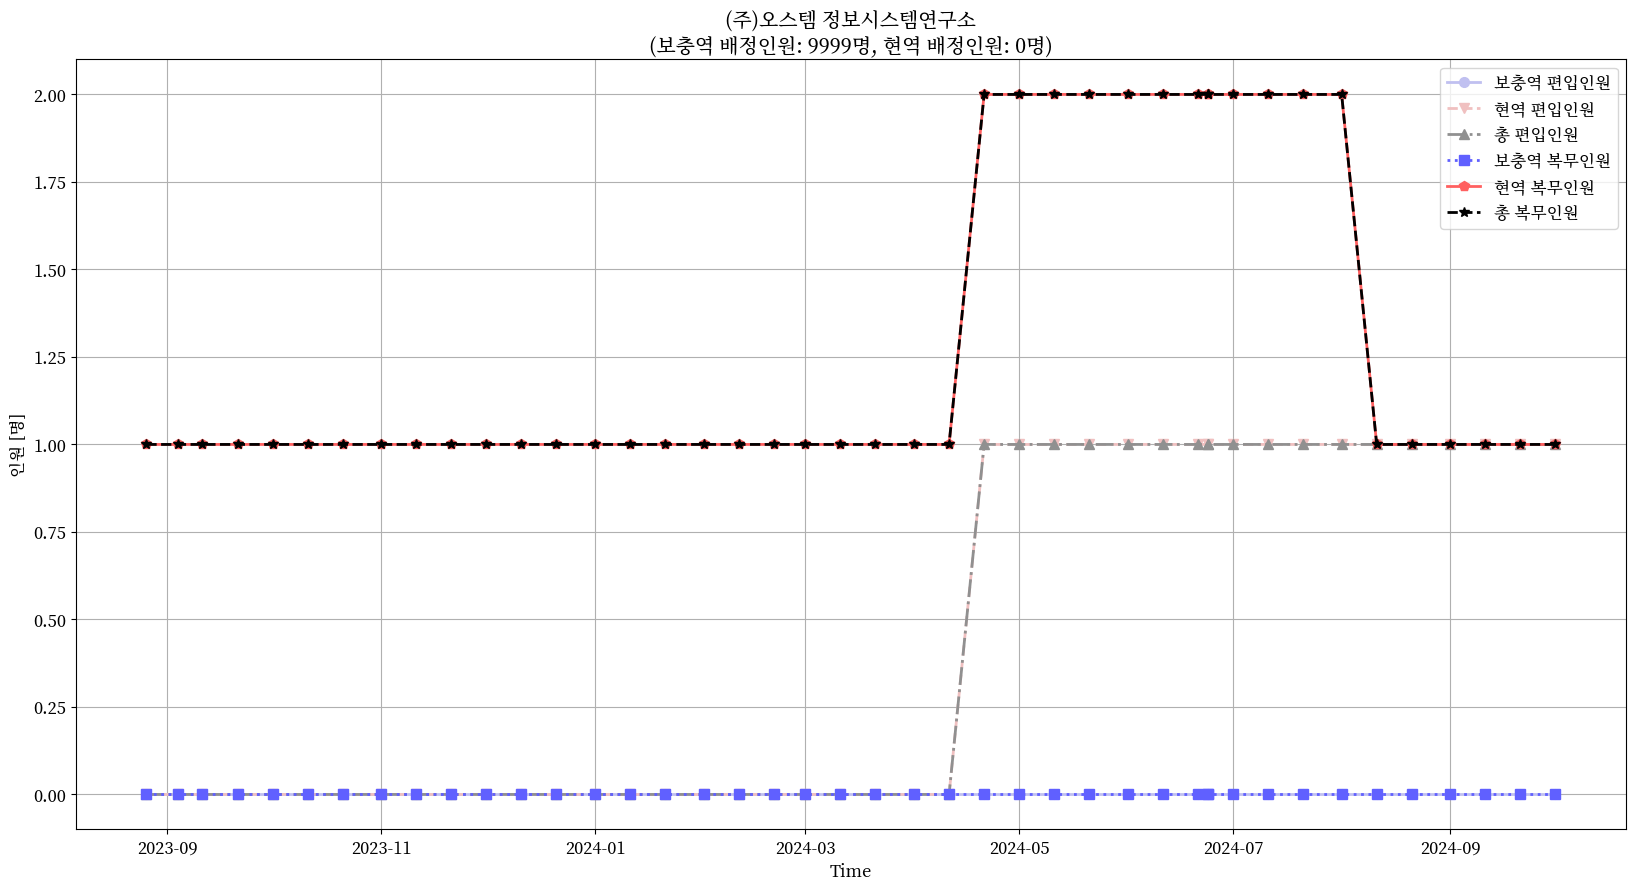 (주)오스템 정보시스템연구소
(보충역 배정인원: 9999명, 현역 배정인원: 0명)
보충역 편입인원
현역 편입인원
총 편입인원
보충역 복무인원
현역 복무인원
총 복무인원
인원 [명]
2.00
1.75
1.50
1.25
1.00
0.75
0.50
0.25
0.00
2023-09 2023-11 2024-01 2024-03 2024-05 2024-07 2024-09
Time